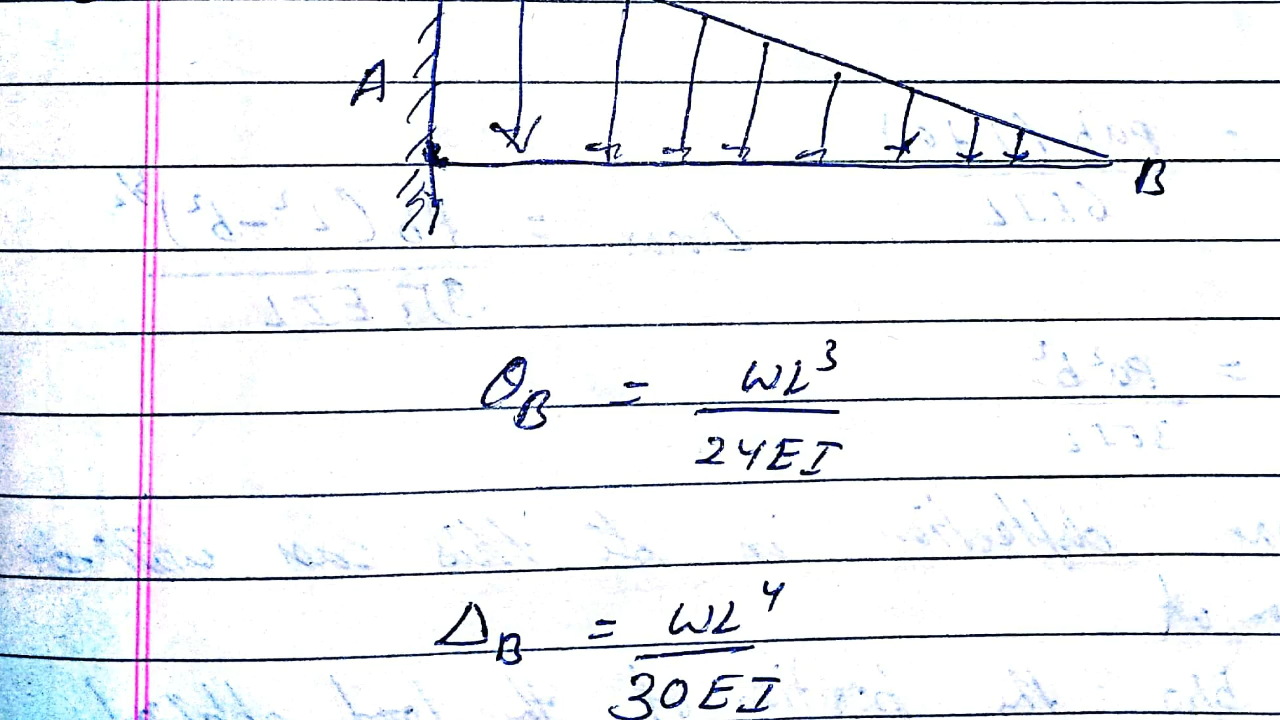 A
B
θB = WL³ / 24EI
ΔB = WL⁴ / 30EI